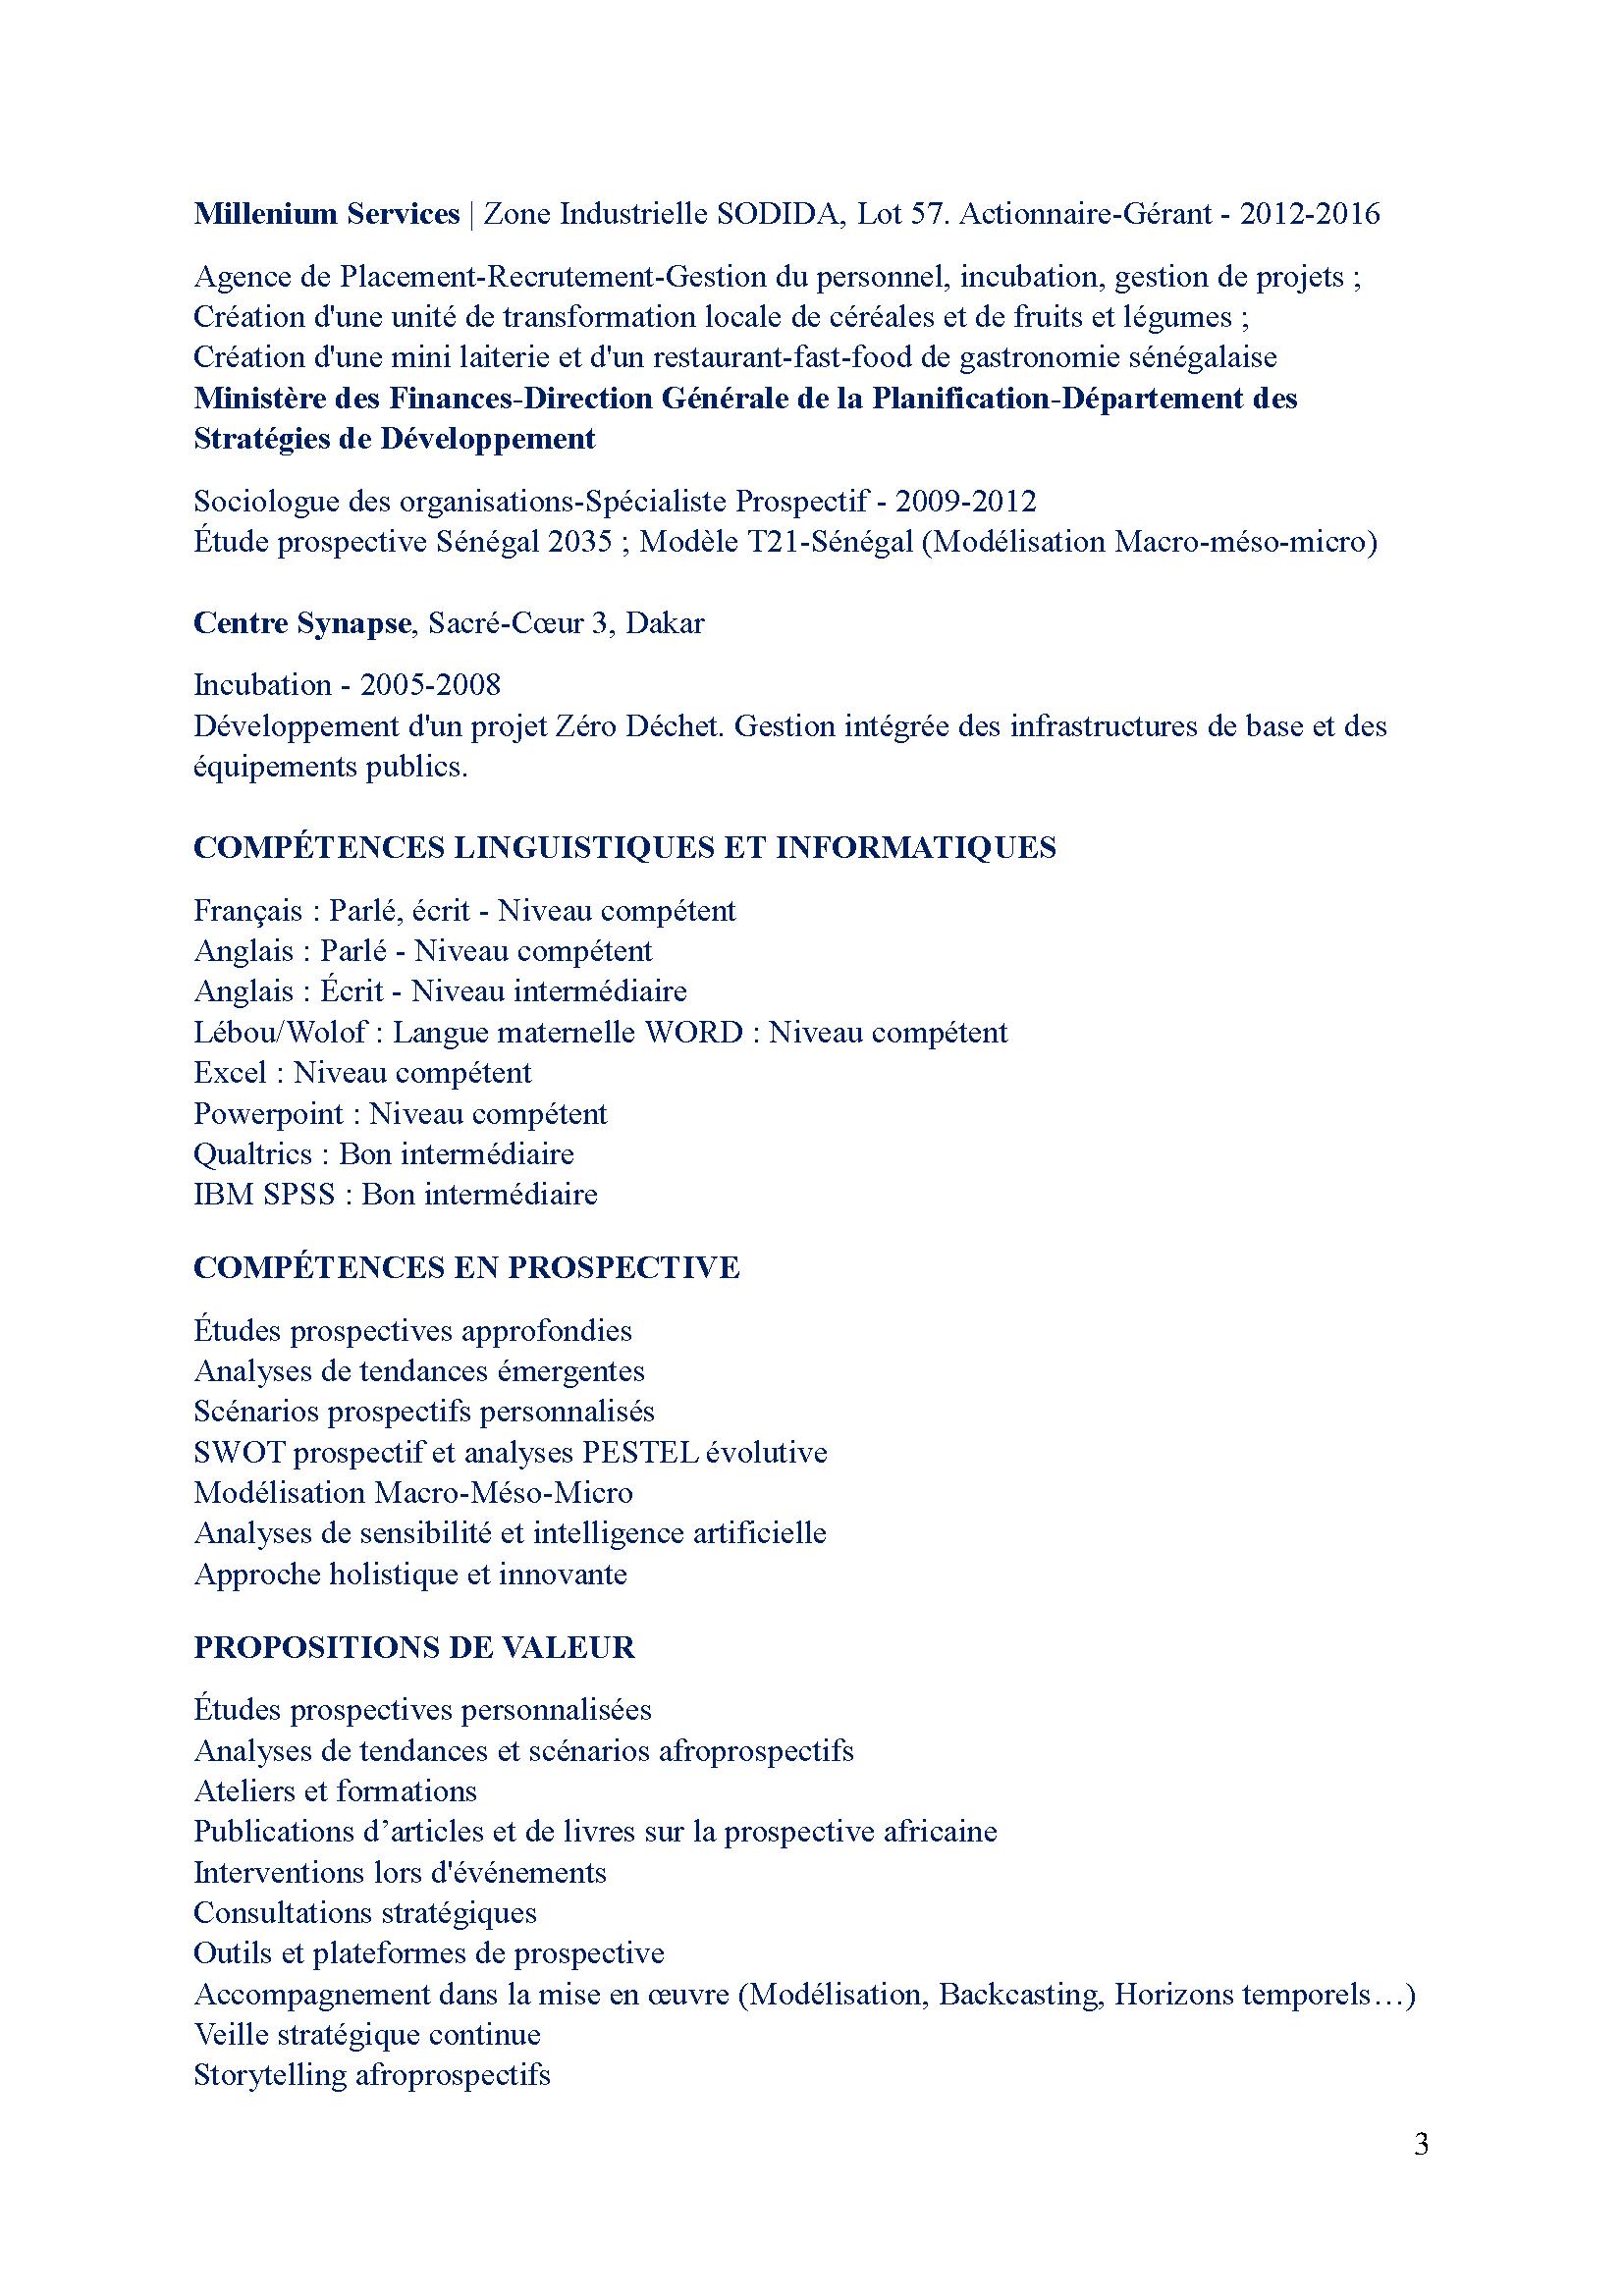 Millenium Services | Zone Industrielle SODIDA, Lot 57. Actionnaire-Gérant - 2012-2016
Agence de Placement-Recrutement-Gestion du personnel, incubation, gestion de projets ;
Création d'une unité de transformation locale de céréales et de fruits et légumes ;
Création d'une mini laiterie et d'un restaurant-fast-food de gastronomie sénégalaise
Ministère des Finances-Direction Générale de la Planification-Département des
Stratégies de Développement
Sociologue des organisations-Spécialiste Prospectif - 2009-2012
Étude prospective Sénégal 2035 ; Modèle T21-Sénégal (Modélisation Macro-méso-micro)
Centre Synapse, Sacré-Cœur 3, Dakar
Incubation - 2005-2008
Développement d'un projet Zéro Déchet. Gestion intégrée des infrastructures de base et des
équipements publics.
COMPÉTENCES LINGUISTIQUES ET INFORMATIQUES
Français : Parlé, écrit - Niveau compétent
Anglais : Parlé - Niveau compétent
Anglais : Écrit - Niveau intermédiaire
Lébou/Wolof : Langue maternelle WORD : Niveau compétent
Excel : Niveau compétent
Powerpoint : Niveau compétent
Qualtrics : Bon intermédiaire
IBM SPSS : Bon intermédiaire
COMPÉTENCES EN PROSPECTIVE
Études prospectives approfondies
Analyses de tendances émergentes
Scénarios prospectifs personnalisés
SWOT prospectif et analyses PESTEL évolutive
Modélisation Macro-Méso-Micro
Analyses de sensibilité et intelligence artificielle
Approche holistique et innovante
PROPOSITIONS DE VALEUR
Études prospectives personnalisées
Analyses de tendances et scénarios afroprospectifs
Ateliers et formations
Publications d’articles et de livres sur la prospective africaine
Interventions lors d'événements
Consultations stratégiques
Outils et plateformes de prospective
Accompagnement dans la mise en œuvre (Modélisation, Backcasting, Horizons temporels…)
Veille stratégique continue
Storytelling afroprospectifs
3